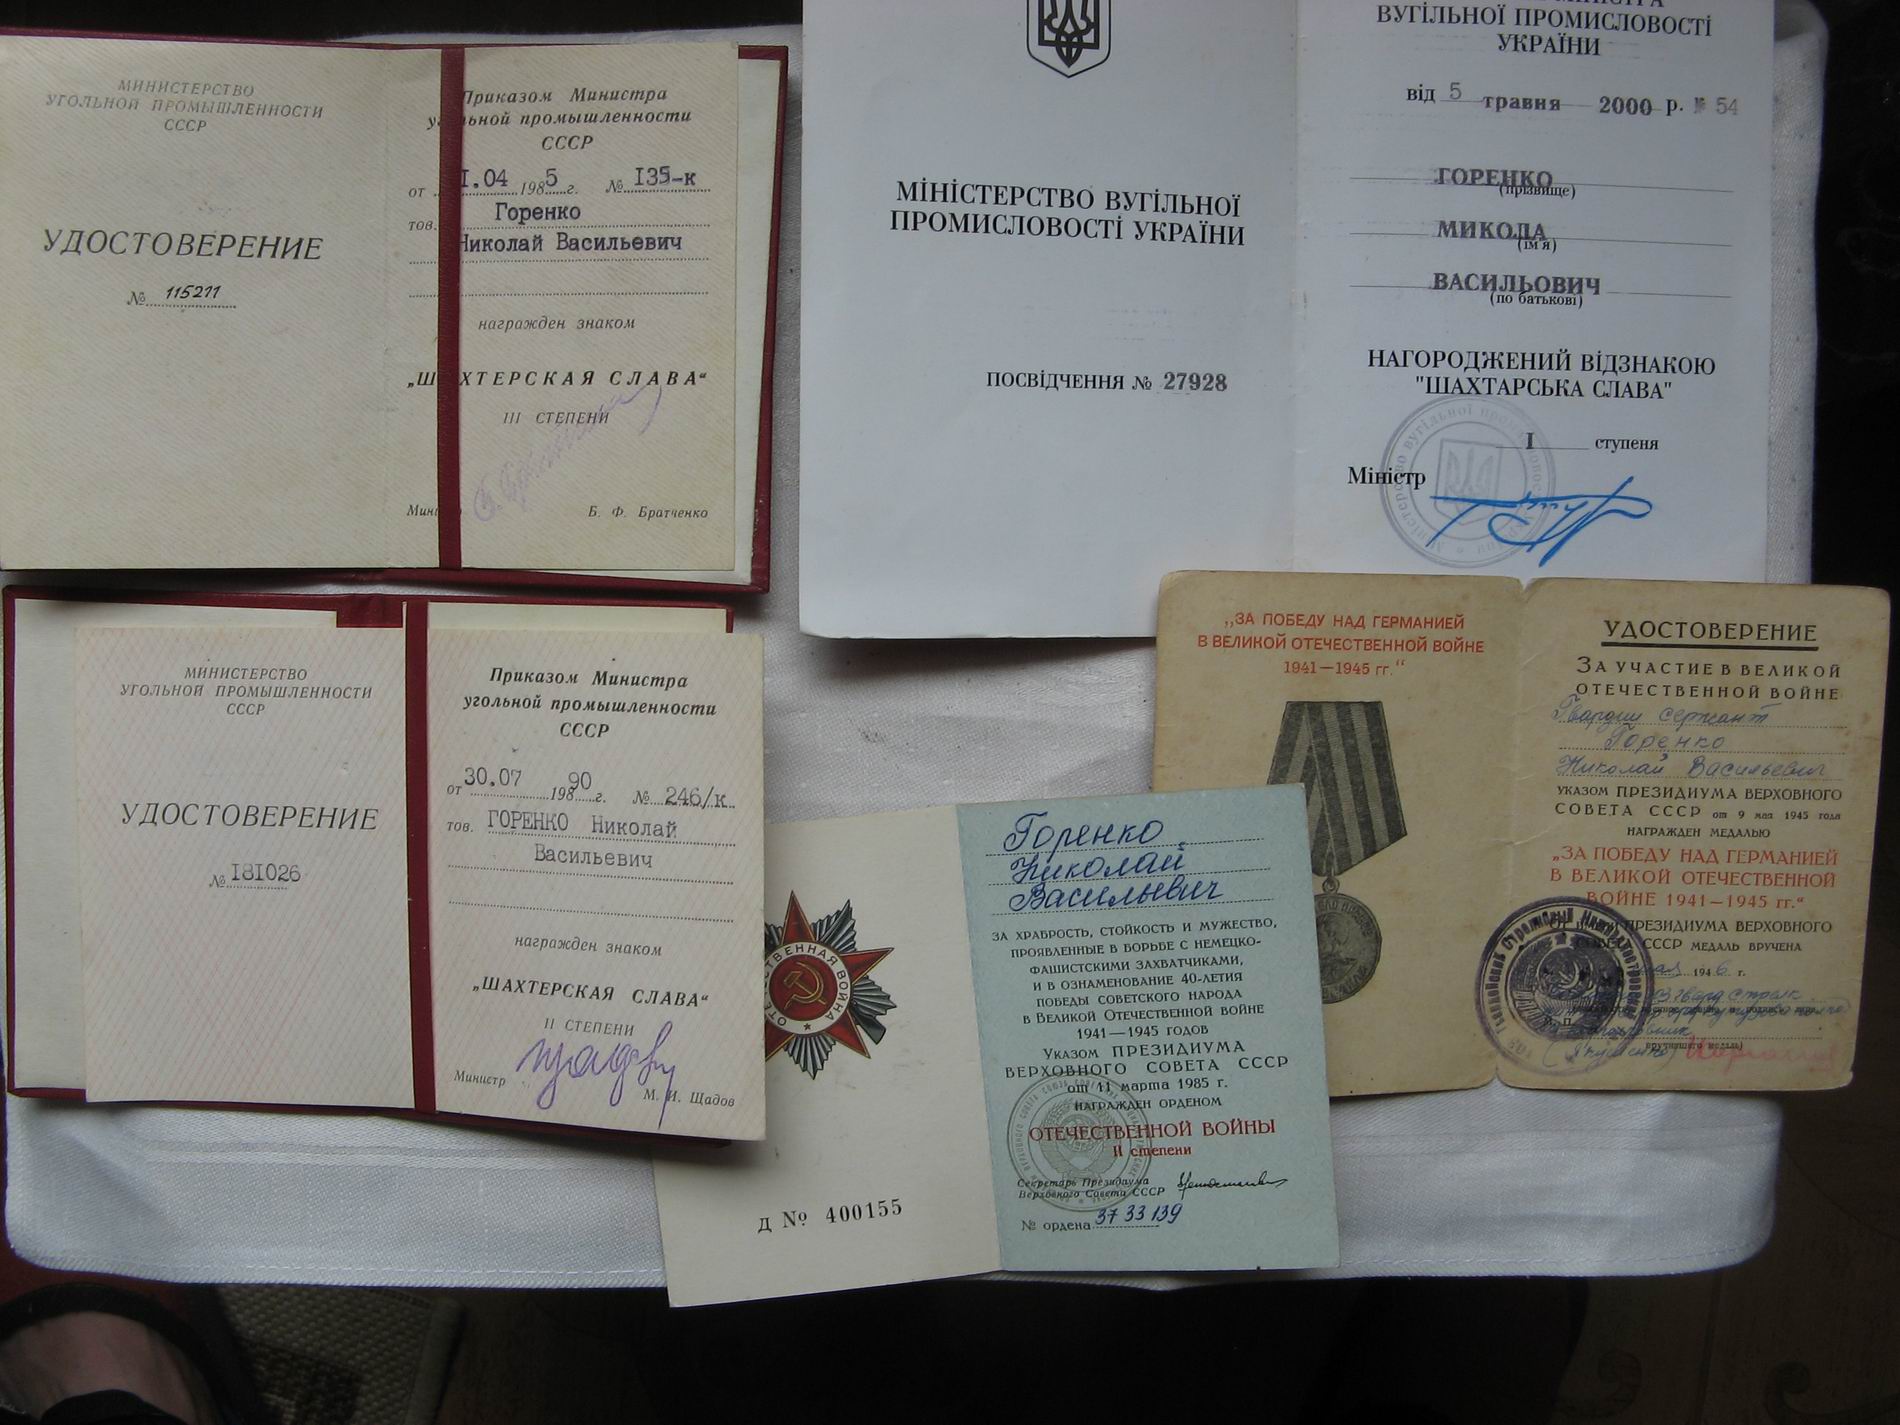 МИНИСТЕРСТВО
УГОЛЬНОЙ ПРОМЫШЛЕННОСТИ
СССР
УДОСТОВЕРЕНИЕ
№ 115211
Приказом Министра
угольной промышленности
СССР
от 1.04 1985 г. № 135-к
тов. Горенко
Николай Васильевич
награжден знаком
„ШАХТЕРСКАЯ СЛАВА“
III СТЕПЕНИ
Б. Ф. Братченко
МІНІСТЕРСТВО ВУГІЛЬНОЇ
ПРОМИСЛОВОСТІ УКРАЇНИ
ПОСВІДЧЕННЯ № 27928
МІНІСТРА
ВУГІЛЬНОЇ ПРОМИСЛОВОСТІ
УКРАЇНИ
від 5 травня 2000 р. № 54
ГОРЕНКО
(прізвище)
МИКОЛА
(ім'я)
ВАСИЛЬОВИЧ
(по батькові)
НАГОРОДЖЕНИЙ ВІДЗНАКОЮ
"ШАХТАРСЬКА СЛАВА"
I ступеня
Міністр
МИНИСТЕРСТВО
УГОЛЬНОЙ ПРОМЫШЛЕННОСТИ
СССР
УДОСТОВЕРЕНИЕ
№ 181026
Приказом Министра
угольной промышленности
СССР
от 30.07 19890 г. № 246/к
тов. ГОРЕНКО Николай
Васильевич
награжден знаком
„ШАХТЕРСКАЯ СЛАВА“
II СТЕПЕНИ
Министр М. И. Щадов
Д № 400155
Горенко
Николай
Васильевич
ЗА ХРАБРОСТЬ, СТОЙКОСТЬ И МУЖЕСТВО,
ПРОЯВЛЕННЫЕ В БОРЬБЕ С НЕМЕЦКО-
ФАШИСТСКИМИ ЗАХВАТЧИКАМИ,
И В ОЗНАМЕНОВАНИЕ 40-ЛЕТИЯ
ПОБЕДЫ СОВЕТСКОГО НАРОДА
В ВЕЛИКОЙ ОТЕЧЕСТВЕННОЙ ВОЙНЕ
1941—1945 ГОДОВ
УКАЗОМ ПРЕЗИДИУМА
ВЕРХОВНОГО СОВЕТА СССР
от 11 марта 1985 г.
НАГРАЖДЕН ОРДЕНОМ
ОТЕЧЕСТВЕННОЙ ВОЙНЫ
II степени
Секретарь Президиума
Верховного Совета СССР
№ ордена 3733139
„ЗА ПОБЕДУ НАД ГЕРМАНИЕЙ
В ВЕЛИКОЙ ОТЕЧЕСТВЕННОЙ ВОЙНЕ
1941—1945 гг.“
УДОСТОВЕРЕНИЕ
ЗА УЧАСТИЕ В ВЕЛИКОЙ
ОТЕЧЕСТВЕННОЙ ВОЙНЕ
Гвардии сержант
Горенко
Николай Васильевич
УКАЗОМ ПРЕЗИДИУМА ВЕРХОВНОГО
СОВЕТА СССР от 9 мая 1945 года
НАГРАЖДЕН МЕДАЛЬЮ
„ЗА ПОБЕДУ НАД ГЕРМАНИЕЙ
В ВЕЛИКОЙ ОТЕЧЕСТВЕННОЙ
ВОЙНЕ 1941—1945 гг.“
ПРЕЗИДИУМА ВЕРХОВНОГО
СОВЕТА СССР МЕДАЛЬ ВРУЧЕНА
1946 г.